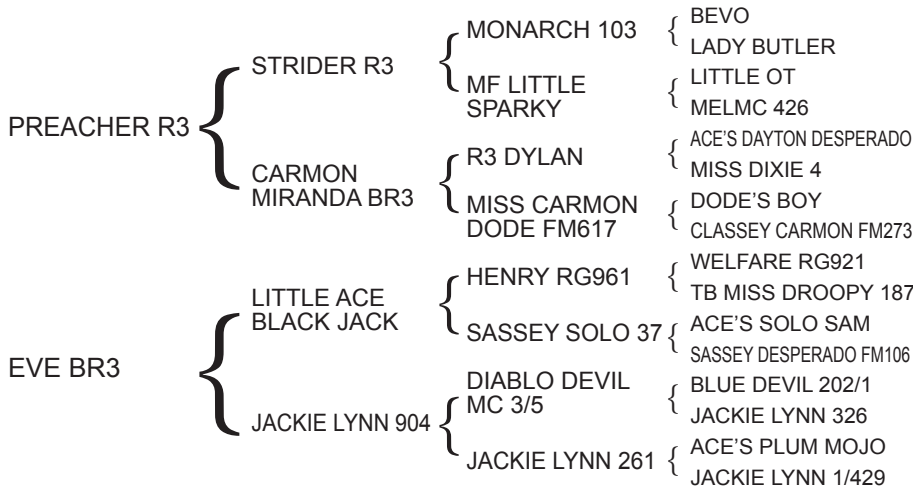 PREACHER R3
STRIDER R3
MONARCH 103
BEVO
LADY BUTLER
MF LITTLE
SPARKY
LITTLE OT
MELMC 426
CARMON
MIRANDA BR3
R3 DYLAN
ACE'S DAYTON DESPERADO
MISS DIXIE 4
MISS CARMON
DODE FM617
DODE'S BOY
CLASSEY CARMON FM273
EVE BR3
LITTLE ACE
BLACK JACK
HENRY RG961
WELFARE RG921
TB MISS DROOPY 187
SASSEY SOLO 37
ACE'S SOLO SAM
SASSEY DESPERADO FM106
JACKIE LYNN 904
DIABLO DEVIL
MC 3/5
BLUE DEVIL 202/1
JACKIE LYNN 326
JACKIE LYNN 261
ACE'S PLUM MOJO
JACKIE LYNN 1/429